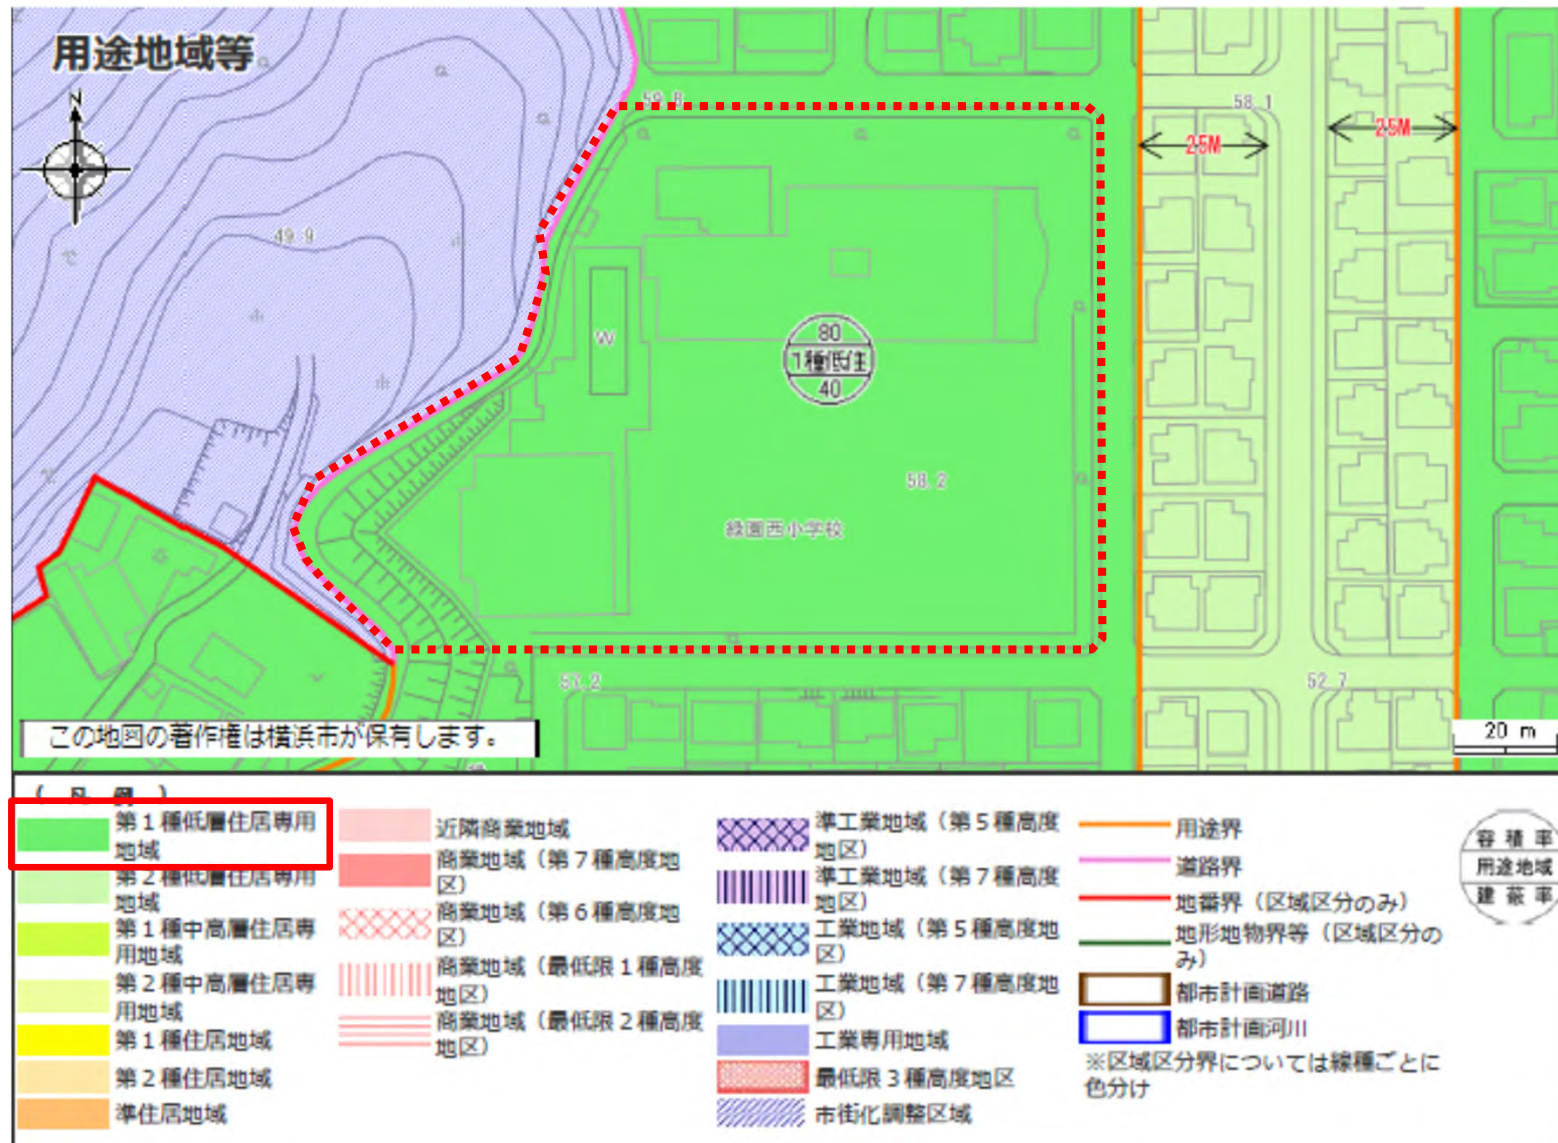 用途地域等
N
59.8
58.1
25M
25M
49.9
W
80
1種低住
40
58.2
緑園西小学校
57.2
52.7
この地図の著作権は横浜市が保有します。
20 m
(凡 例)
第1種低層住居専用
地域
第2種低層住居専用
地域
第1種中高層住居専
用地域
第2種中高層住居専
用地域
第1種住居地域
第2種住居地域
準住居地域
近隣商業地域
商業地域(第7種高度地
区)
商業地域(第6種高度地
区)
商業地域(最低限1種高度
地区)
商業地域(最低限2種高度
地区)
準工業地域(第5種高度
地区)
準工業地域(第7種高度
地区)
工業地域(第5種高度地
区)
工業地域(第7種高度地
区)
工業専用地域
最低限3種高度地区
市街化調整区域
用途界
道路界
地番界(区域区分のみ)
地形地物界等(区域区分の
み)
都市計画道路
都市計画河川
※区域区分界については線種ごとに
色分け
容積率
用途地域
建蔽率